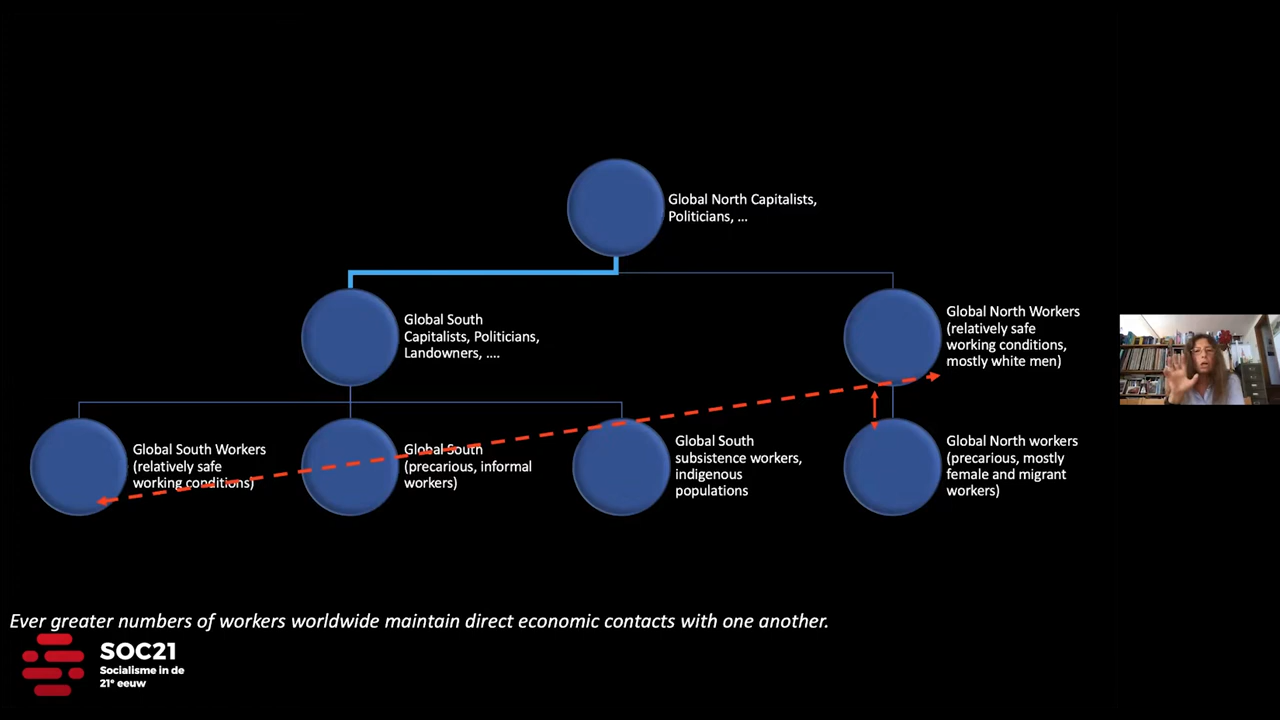 Global North Capitalists,
Politicians, ...
Global South
Capitalists, Politicians,
Landowners, ....
Global North Workers
(relatively safe
working conditions,
mostly white men)
Global South Workers
(relatively safe
working conditions)
Global South
(precarious, informal
workers)
Global South
subsistence workers,
indigenous
populations
Global North workers
(precarious, mostly
female and migrant
workers)
Ever greater numbers of workers worldwide maintain direct economic contacts with one another.
SOC21
Socialisme in de
21e eeuw